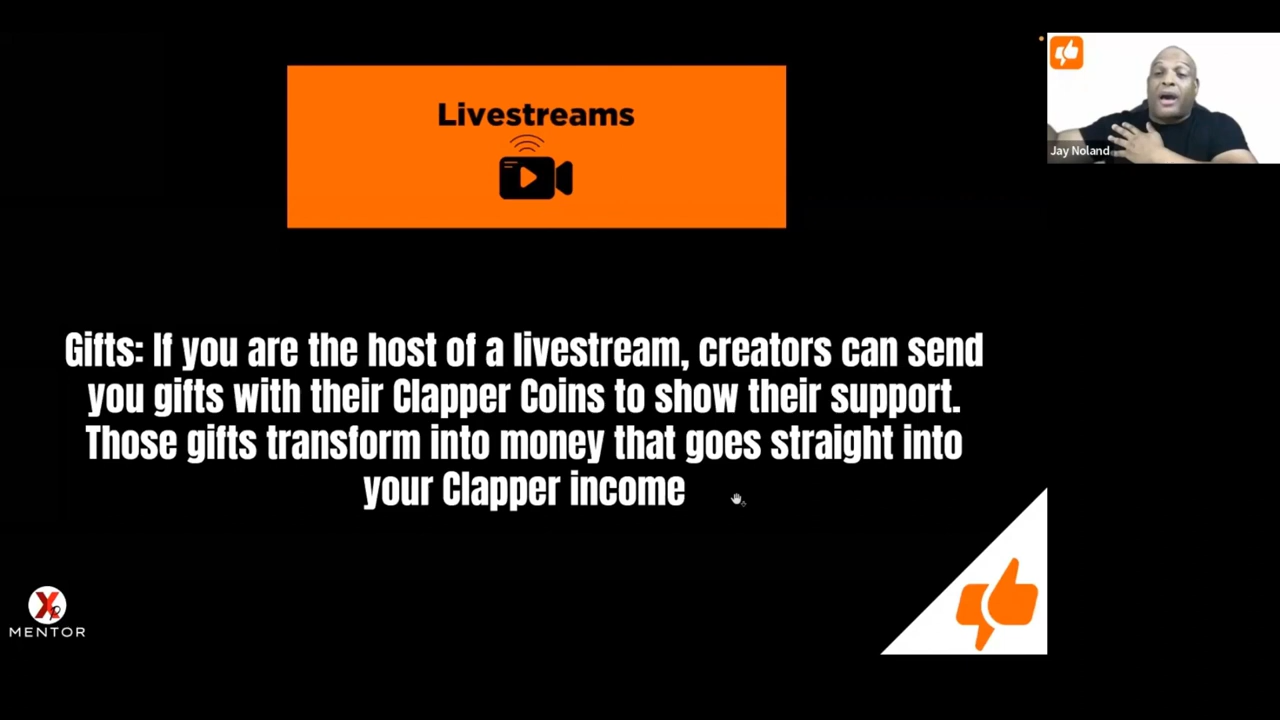 Livestreams
Jay Noland
Gifts: If you are the host of a livestream, creators can send
you gifts with their Clapper Coins to show their support.
Those gifts transform into money that goes straight into
your Clapper income
X
MENTOR